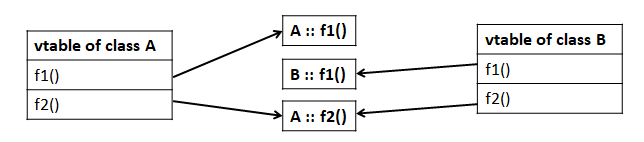 vtable of class A
f1()
f2()
A :: f1()
B :: f1()
A :: f2()
vtable of class B
f1()
f2()